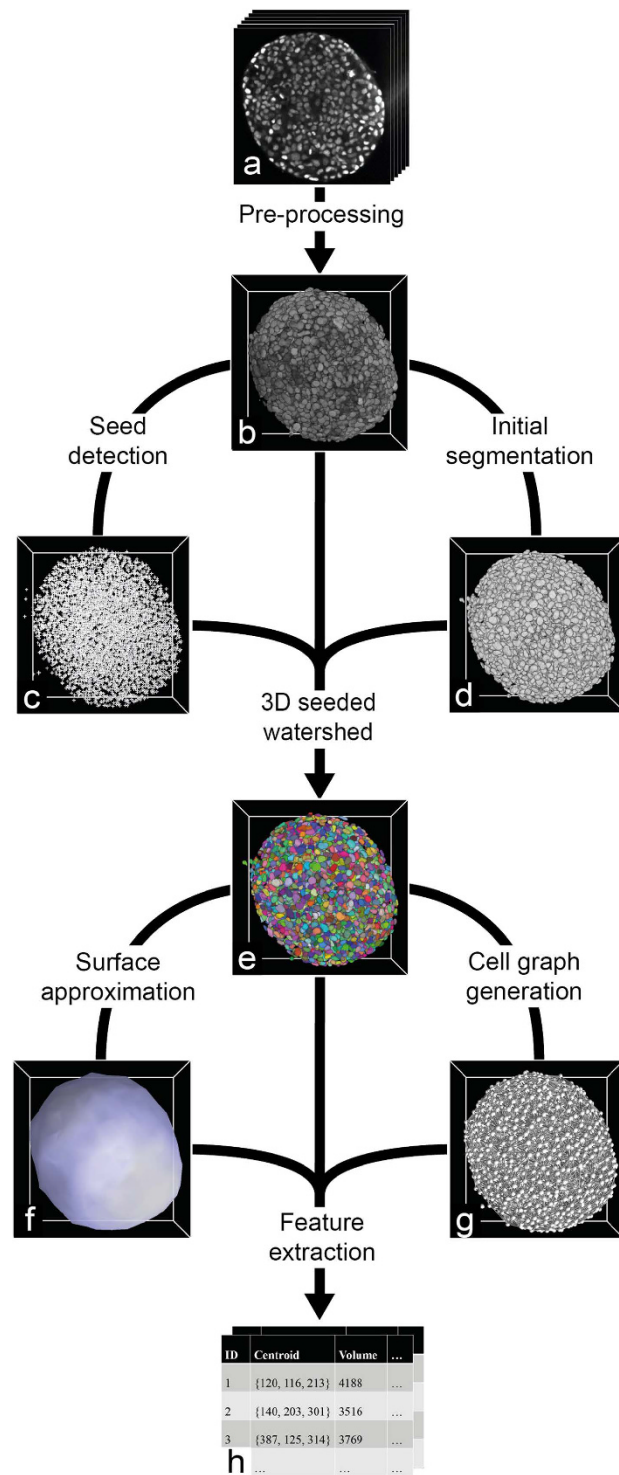 a
Pre-processing
b
Seed
detection
Initial
segmentation
c
d
3D seeded
watershed
e
Surface
approximation
Cell graph
generation
f
g
Feature
extraction
ID Centroid Volume ...
1 {120, 116, 213} 4188 ...
2 {140, 203, 301} 3516 ...
3 {387, 125, 314} 3769 ...
... ... ...
h